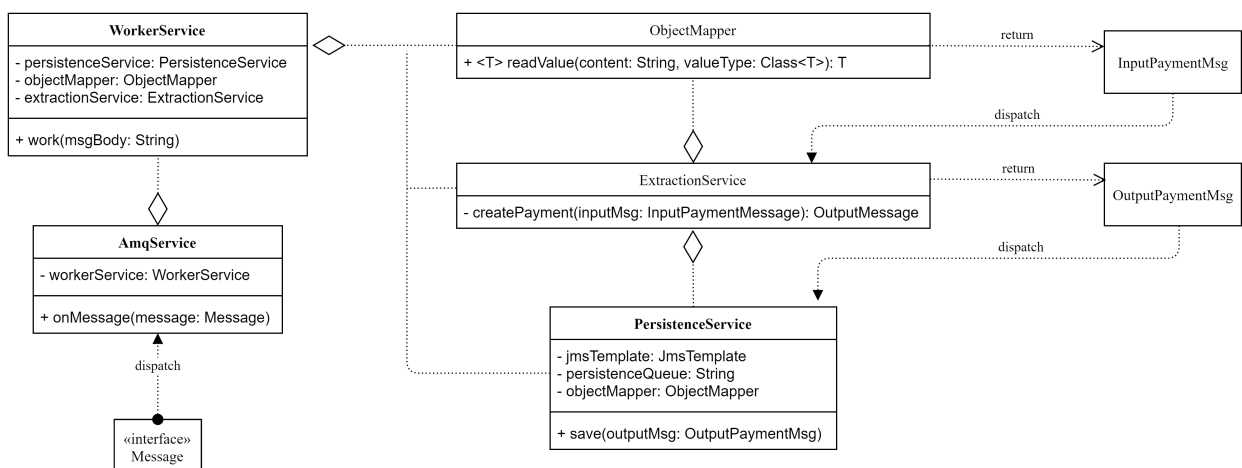 WorkerService
- persistenceService: PersistenceService
- objectMapper: ObjectMapper
- extractionService: ExtractionService
+ work(msgBody: String)
ObjectMapper
+ <T> readValue(content: String, valueType: Class<T>): T
return
InputPaymentMsg
dispatch
ExtractionService
- createPayment(inputMsg: InputPaymentMessage): OutputMessage
return
OutputPaymentMsg
dispatch
AmqService
- workerService: WorkerService
+ onMessage(message: Message)
dispatch
«interface»
Message
PersistenceService
- jmsTemplate: JmsTemplate
- persistenceQueue: String
- objectMapper: ObjectMapper
+ save(outputMsg: OutputPaymentMsg)